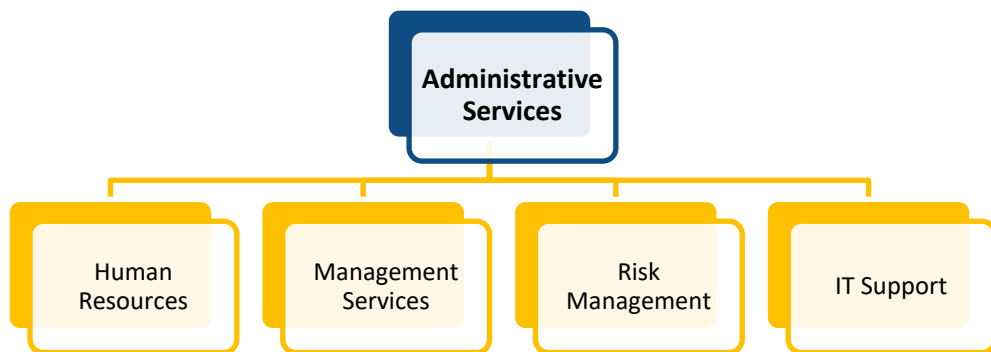 Administrative
Services
Human
Resources
Management
Services
Risk
Management
IT Support